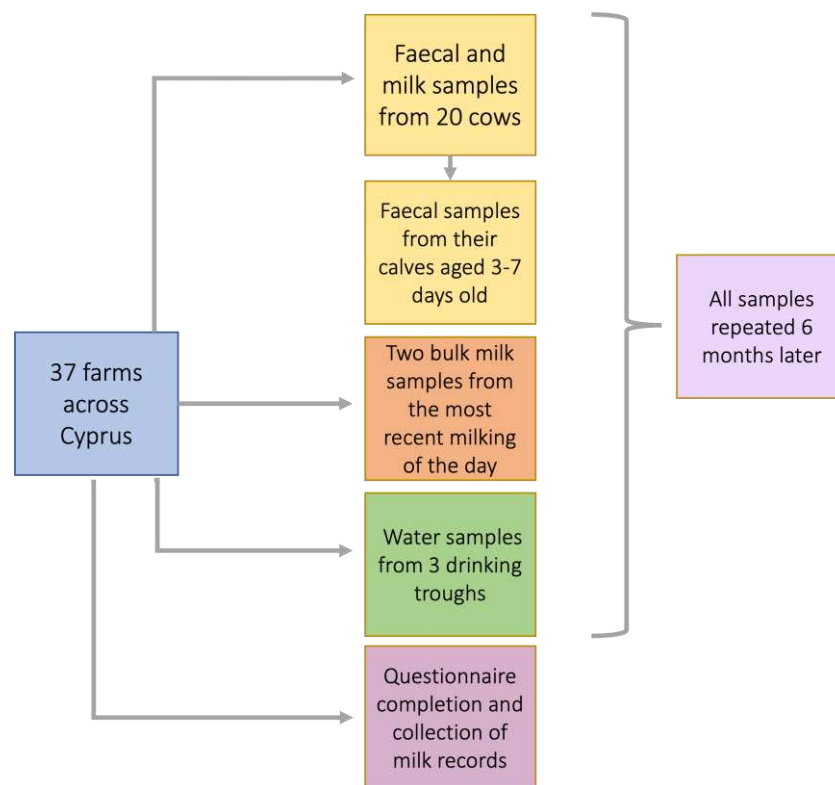 Faecal and
milk samples
from 20 cows
Faecal samples
from their
calves aged 3-7
days old
All samples
repeated 6
months later
37 farms
across
Cyprus
Two bulk milk
samples from
the most
recent milking
of the day
Water samples
from 3 drinking
troughs
Questionnaire
completion and
collection of
milk records